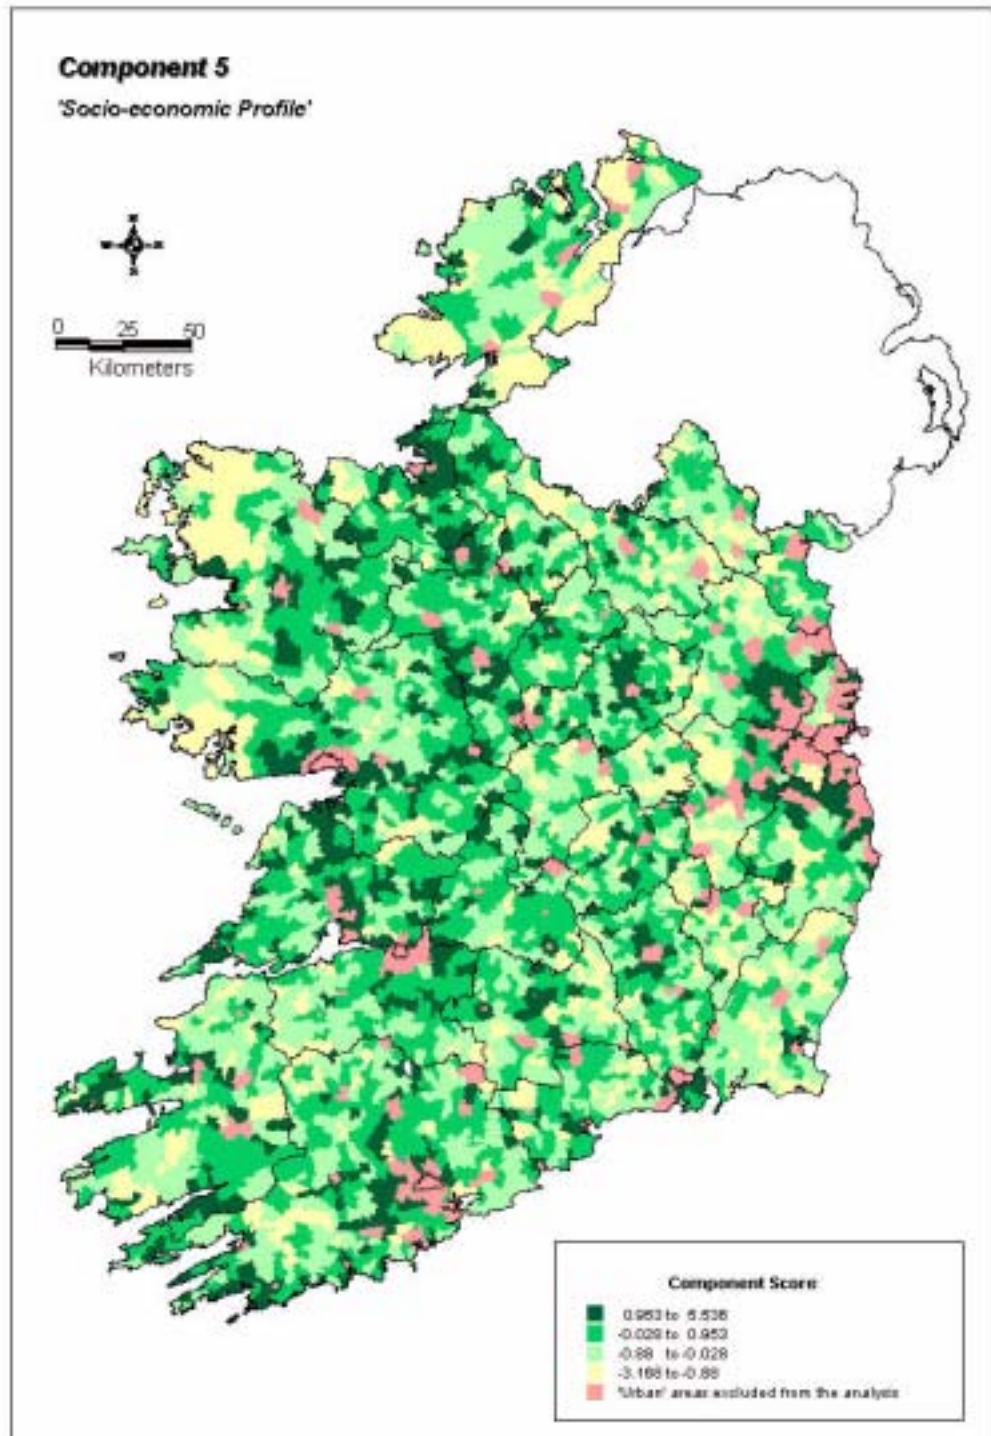 Component 5
'Socio-economic Profile'
N
W E
S
0 25 50
Kilometers
Component Score
0.953 to 5.536
-0.028 to 0.953
-0.88 to -0.028
-3.168 to -0.88
'Urban' areas excluded from the analysis